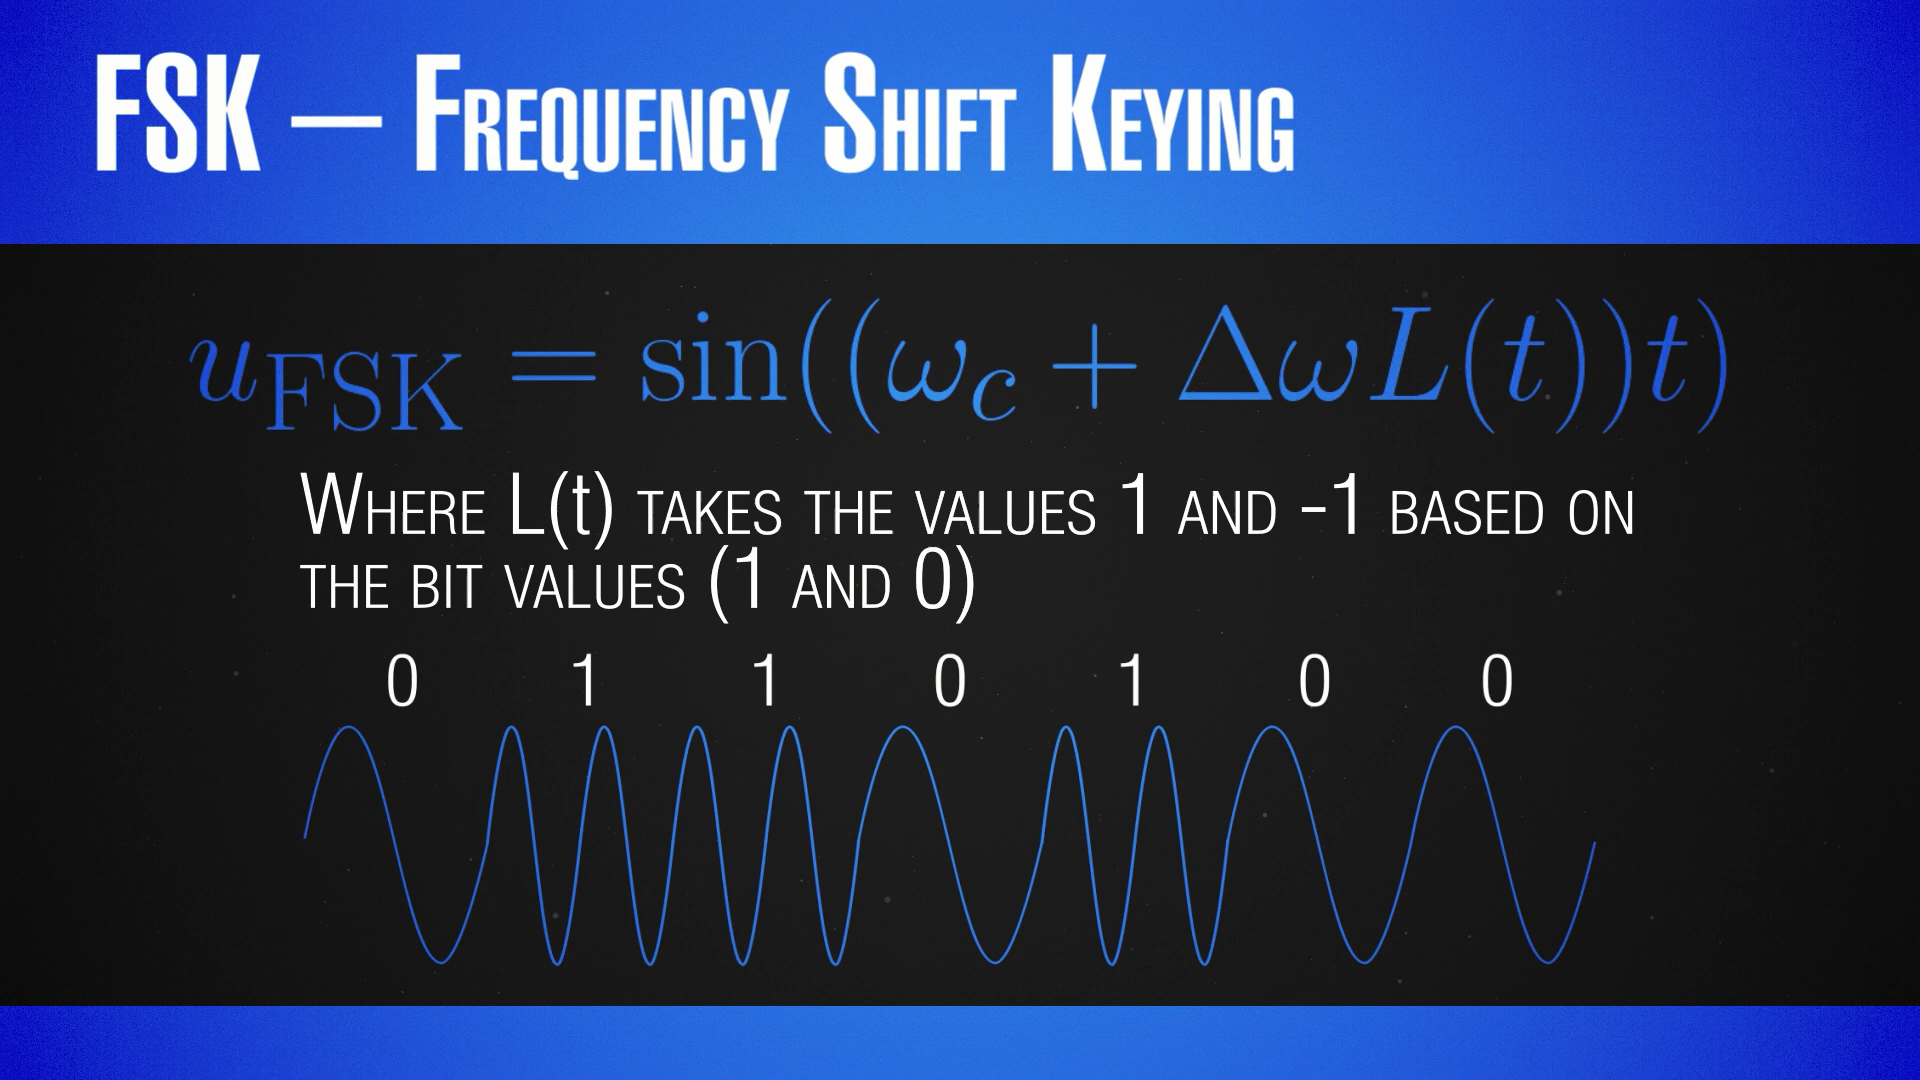 FSK — Frequency Shift Keying
u_FSK = sin((ω_c + ΔωL(t))t)
Where L(t) takes the values 1 and -1 based on
the bit values (1 and 0)
0 1 1 0 1 0 0